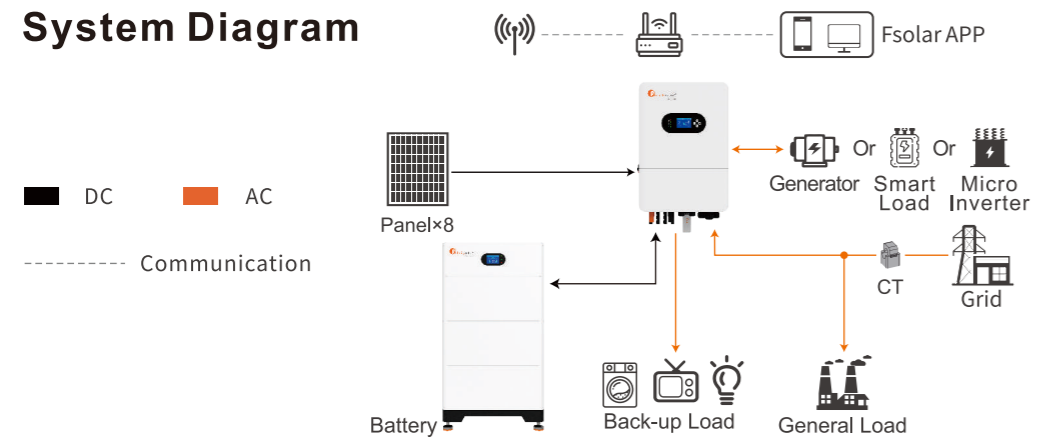 System Diagram
Fsolar APP
Generator
Or
Smart
Load
Or
Micro
Inverter
DC
AC
Panel×8
Communication
CT
Grid
Battery
Back-up Load
General Load